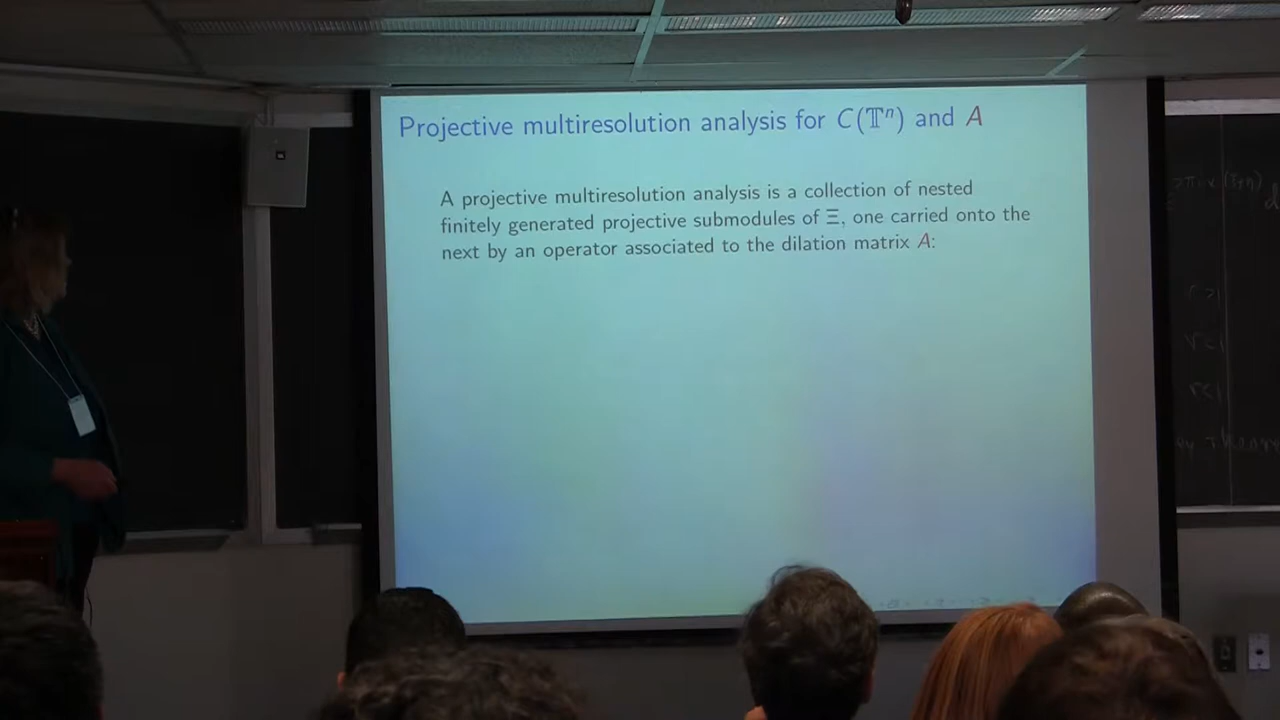 Projective multiresolution analysis for C(𝕋ⁿ) and A
A projective multiresolution analysis is a collection of nested
finitely generated projective submodules of Ξ, one carried onto the
next by an operator associated to the dilation matrix A:
r<1